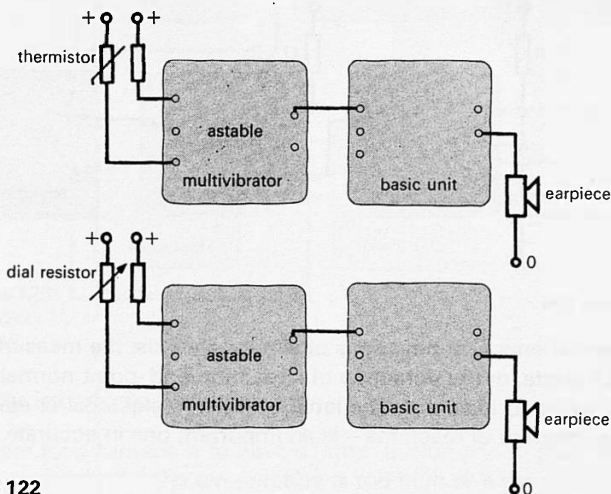 + +
thermistor
astable
multivibrator
basic unit
earpiece
0
+ +
dial resistor
astable
multivibrator
basic unit
earpiece
0
122